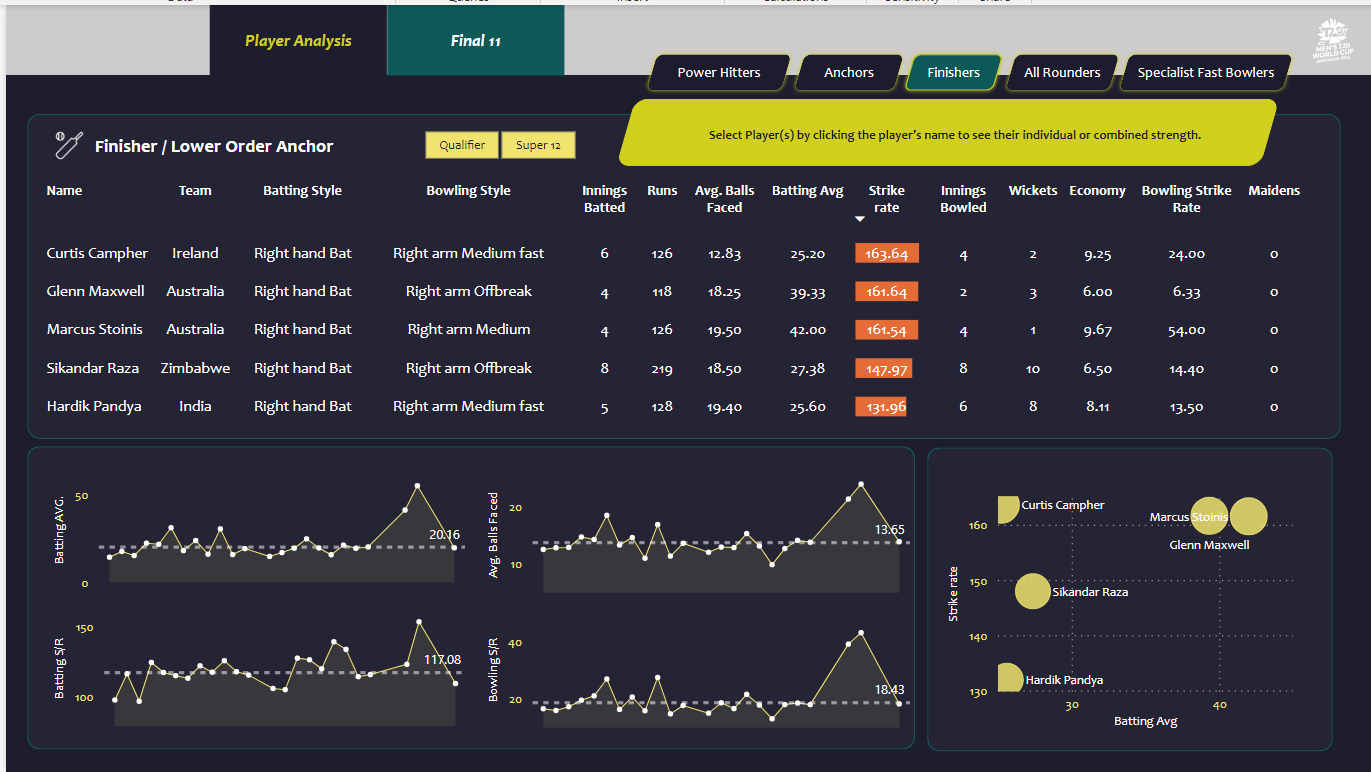 Data Queries Insert Calculations Sensitivity Share
Player Analysis
Final 11
MEN'S T20
WORLD CUP
AUSTRALIA 2022
Power Hitters
Anchors
Finishers
All Rounders
Specialist Fast Bowlers
Select Player(s) by clicking the player's name to see their individual or combined strength.
Finisher / Lower Order Anchor
Qualifier
Super 12
Name Team Batting Style Bowling Style Innings Batted Runs Avg. Balls Faced Batting Avg Strike rate Innings Bowled Wickets Economy Bowling Strike Rate Maidens
Curtis Campher Ireland Right hand Bat Right arm Medium fast 6 126 12.83 25.20 163.64 4 2 9.25 24.00 0
Glenn Maxwell Australia Right hand Bat Right arm Offbreak 4 118 18.25 39.33 161.64 2 3 6.00 6.33 0
Marcus Stoinis Australia Right hand Bat Right arm Medium 4 126 19.50 42.00 161.54 4 1 9.67 54.00 0
Sikandar Raza Zimbabwe Right hand Bat Right arm Offbreak 8 219 18.50 27.38 147.97 8 10 6.50 14.40 0
Hardik Pandya India Right hand Bat Right arm Medium fast 5 128 19.40 25.60 131.96 6 8 8.11 13.50 0
Batting AVG.
50
0
20.16
Avg. Balls Faced
20
10
13.65
Batting S/R
150
100
117.08
Bowling S/R
40
20
18.43
Strike rate
160
150
140
130
Curtis Campher
Marcus Stoinis
Glenn Maxwell
Sikandar Raza
Hardik Pandya
30
40
Batting Avg